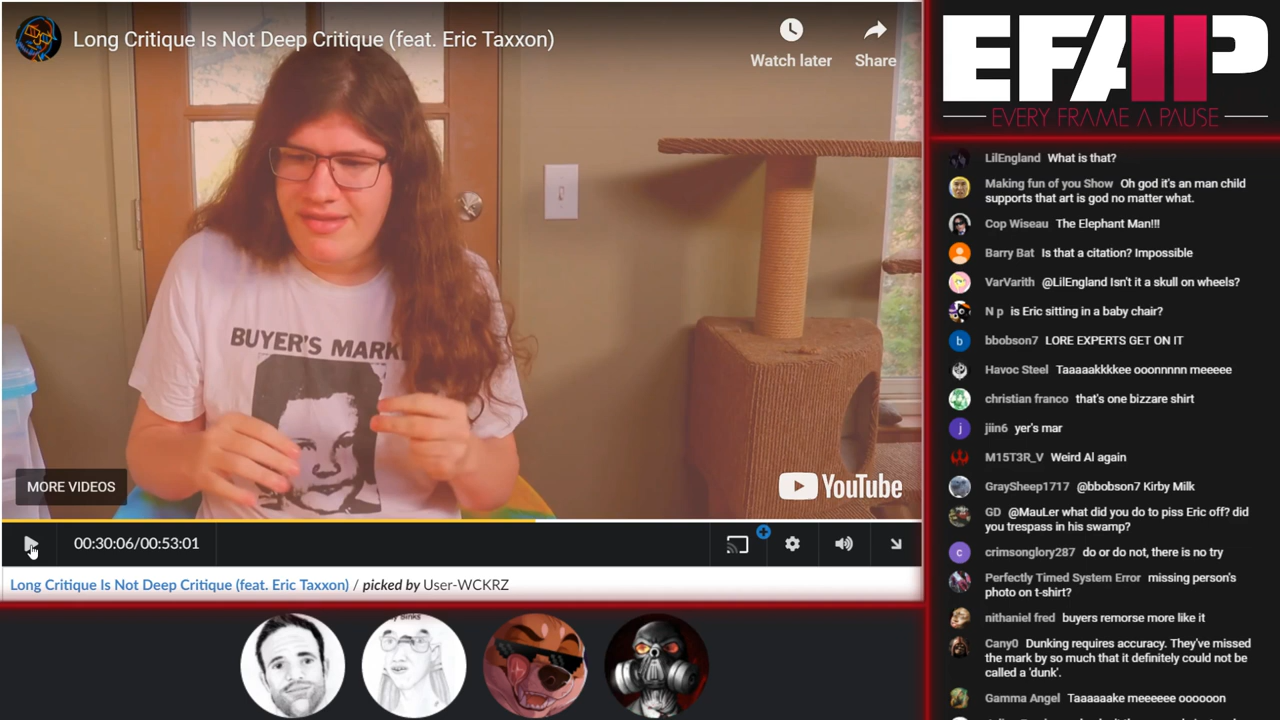 Long Critique Is Not Deep Critique (feat. Eric Taxxon)
Watch later
Share
BUYER'S MARK
MORE VIDEOS
YouTube
00:30:06/00:53:01
Long Critique Is Not Deep Critique (feat. Eric Taxxon) / picked by User-WCKRZ
EFAP
EVERY FRAME A PAUSE
LilEngland What is that?
Making fun of you Show Oh god it's an man child
supports that art is god no matter what.
Cop Wiseau The Elephant Man!!!
Barry Bat Is that a citation? Impossible
VarVarith @LilEngland Isn't it a skull on wheels?
N p is Eric sitting in a baby chair?
b
bbobson7 LORE EXPERTS GET ON IT
Havoc Steel Taaaaakkkkee ooonnnnn meeeee
christian franco that's one bizzare shirt
j
jiin6 yer's mar
M15T3R_V Weird Al again
GraySheep1717 @bbobson7 Kirby Milk
GD @MauLer what did you do to piss Eric off? did
you trespass in his swamp?
c
crimsonglory287 do or do not, there is no try
Perfectly Timed System Error missing person's
photo on t-shirt?
nithaniel fred buyers remorse more like it
Cany0 Dunking requires accuracy. They've missed
the mark by so much that it definitely could not be
called a 'dunk'.
Gamma Angel Taaaaaake meeeeee oooooon